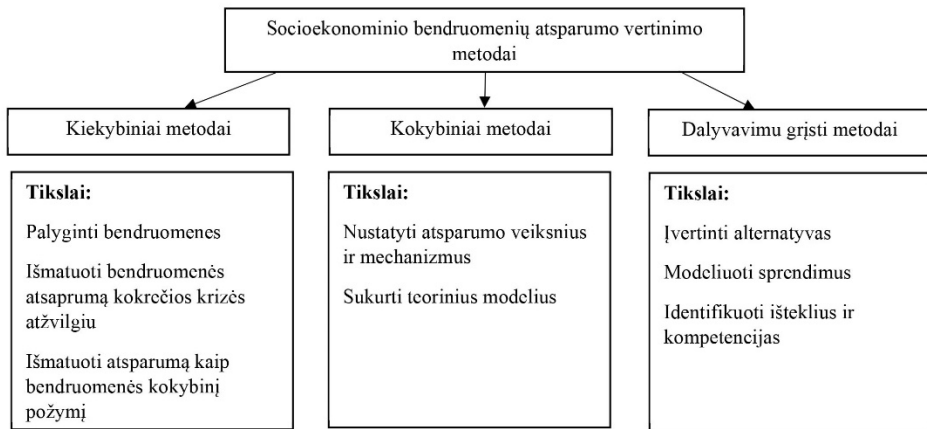 Socioekonominio bendruomenių atsparumo vertinimo
metodai
Kiekybiniai metodai
Kokybiniai metodai
Dalyvavimu grįsti metodai
Tikslai:
Palyginti bendruomenes
Išmatuoti bendruomenės
atsaprumą kokrečios krizės
atžvilgiu
Išmatuoti atsparumą kaip
bendruomenės kokybinį
požymį
Tikslai:
Nustatyti atsparumo veiksnius
ir mechanizmus
Sukurti teorinius modelius
Tikslai:
Įvertinti alternatyvas
Modeliuoti sprendimus
Identifikuoti išteklius ir
kompetencijas